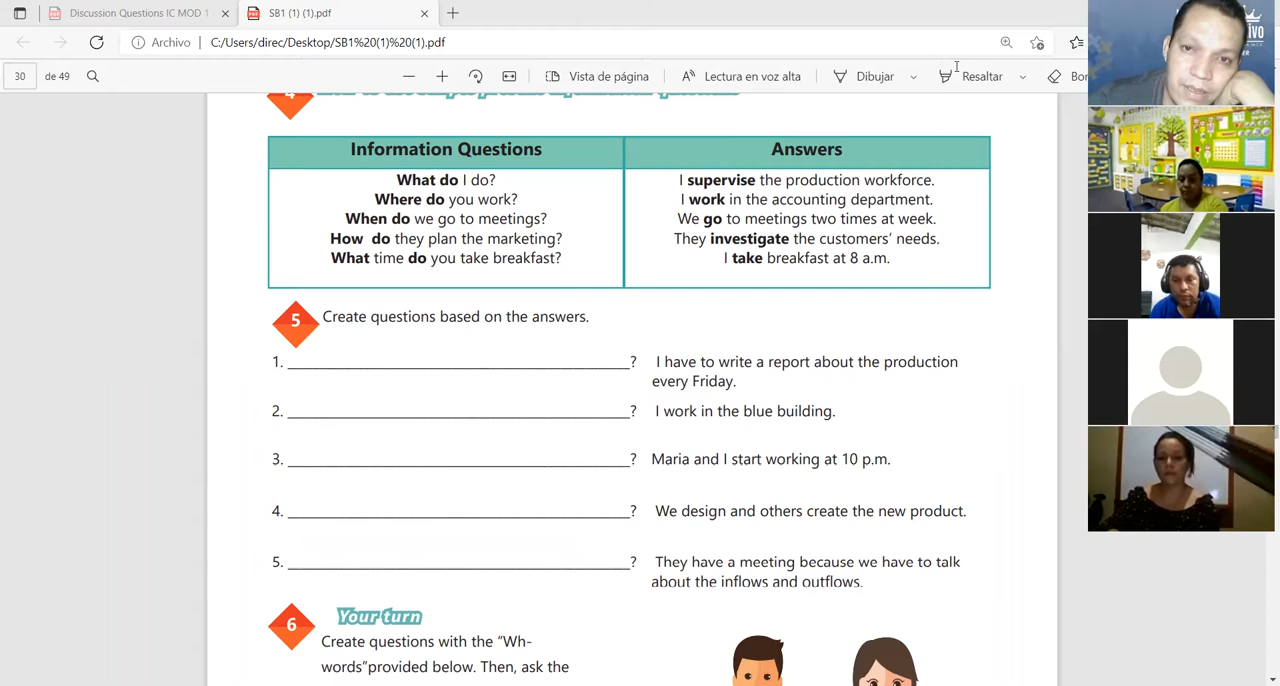 Discussion Questions IC MOD 1
SB1 (1) (1).pdf
Archivo
C:/Users/direc/Desktop/SB1%20(1)%20(1).pdf
30
de 49
Vista de página
Lectura en voz alta
Dibujar
Resaltar
Information Questions
Answers
What do I do?
I supervise the production workforce.
Where do you work?
I work in the accounting department.
When do we go to meetings?
We go to meetings two times at week.
How do they plan the marketing?
They investigate the customers' needs.
What time do you take breakfast?
I take breakfast at 8 a.m.
5 Create questions based on the answers.
1. ______________________________________? I have to write a report about the production
every Friday.
2. ______________________________________? I work in the blue building.
3. ______________________________________? Maria and I start working at 10 p.m.
4. ______________________________________? We design and others create the new product.
5. ______________________________________? They have a meeting because we have to talk
about the inflows and outflows.
6 Your turn
Create questions with the “Wh-
words”provided below. Then, ask the